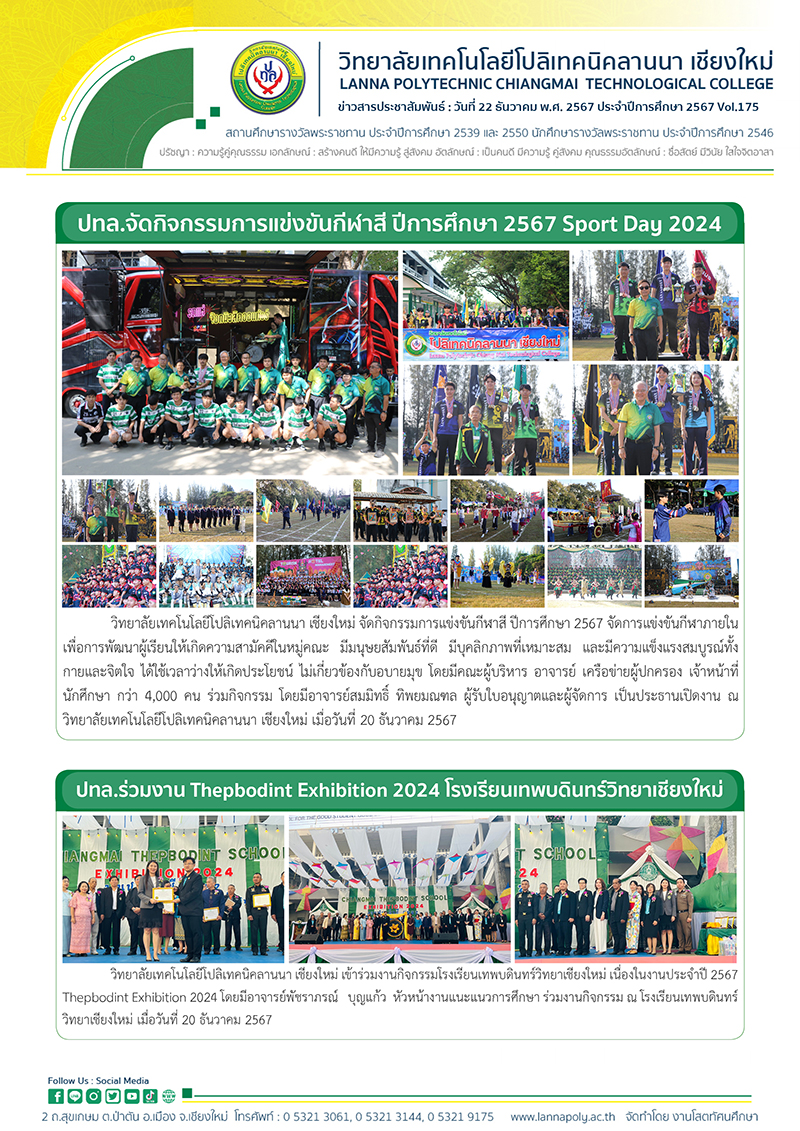 วิทยาลัยเทคโนโลยีโปลิเทคนิคลานนา เชียงใหม่
LANNA POLYTECHNIC CHIANGMAI TECHNOLOGICAL COLLEGE
ข่าวสารประชาสัมพันธ์ : วันที่ 22 ธันวาคม พ.ศ. 2567 ประจำปีการศึกษา 2567 Vol.175
สถานศึกษารางวัลพระราชทาน ประจำปีการศึกษา 2539 และ 2550 นักศึกษารางวัลพระราชทาน ประจำปีการศึกษา 2546
ปรัชญา : ความรู้คู่คุณธรรม เอกลักษณ์ : สร้างคนดี ให้มีความรู้ สู่สังคม อัตลักษณ์ : เป็นคนดี มีความรู้ คู่สังคม คุณธรรมอัตลักษณ์ : ซื่อสัตย์ มีวินัย ใส่ใจจิตอาสา
ปทล.จัดกิจกรรมการแข่งขันกีฬาสี ปีการศึกษา 2567 Sport Day 2024
โปลิเทคนิคลานนา เชียงใหม่
วิทยาลัยเทคโนโลยีโปลิเทคนิคลานนา เชียงใหม่ จัดกิจกรรมการแข่งขันกีฬาสี ปีการศึกษา 2567 จัดการแข่งขันกีฬาภายใน
เพื่อการพัฒนาผู้เรียนให้เกิดความสามัคคีในหมู่คณะ มีมนุษยสัมพันธ์ที่ดี มีบุคลิกภาพที่เหมาะสม และมีความแข็งแรงสมบูรณ์ทั้ง
กายและจิตใจ ได้ใช้เวลาว่างให้เกิดประโยชน์ ไม่เกี่ยวข้องกับอบายมุข โดยมีคณะผู้บริหาร อาจารย์ เครือข่ายผู้ปกครอง เจ้าหน้าที่
นักศึกษา กว่า 4,000 คน ร่วมกิจกรรม โดยมีอาจารย์สมมิทธิ์ ทิพยมณฑล ผู้รับใบอนุญาตและผู้จัดการ เป็นประธานเปิดงาน ณ
วิทยาลัยเทคโนโลยีโปลิเทคนิคลานนา เชียงใหม่ เมื่อวันที่ 20 ธันวาคม 2567
ปทล.ร่วมงาน Thepbodint Exhibition 2024 โรงเรียนเทพบดินทร์วิทยาเชียงใหม่
IANGMAI THEPBODINT SCHOOL
EXHIBITION 2024
CHIANGMAI THEPBODINT SCHOOL
EXHIBITION 2024
T SCHOOL
24
วิทยาลัยเทคโนโลยีโปลิเทคนิคลานนา เชียงใหม่ เข้าร่วมงานกิจกรรมโรงเรียนเทพบดินทร์วิทยาเชียงใหม่ เนื่องในงานประจำปี 2567
Thepbodint Exhibition 2024 โดยมีอาจารย์พัชราภรณ์ บุญแก้ว หัวหน้างานแนะแนวการศึกษา ร่วมงานกิจกรรม ณ โรงเรียนเทพบดินทร์
วิทยาเชียงใหม่ เมื่อวันที่ 20 ธันวาคม 2567
Follow Us : Social Media
2 ถ.สุขเกษม ต.ป่าตัน อ.เมือง จ.เชียงใหม่ โทรศัพท์ : 0 5321 3061, 0 5321 3144, 0 5321 9175 www.lannapoly.ac.th จัดทำโดย งานโสตทัศนศึกษา